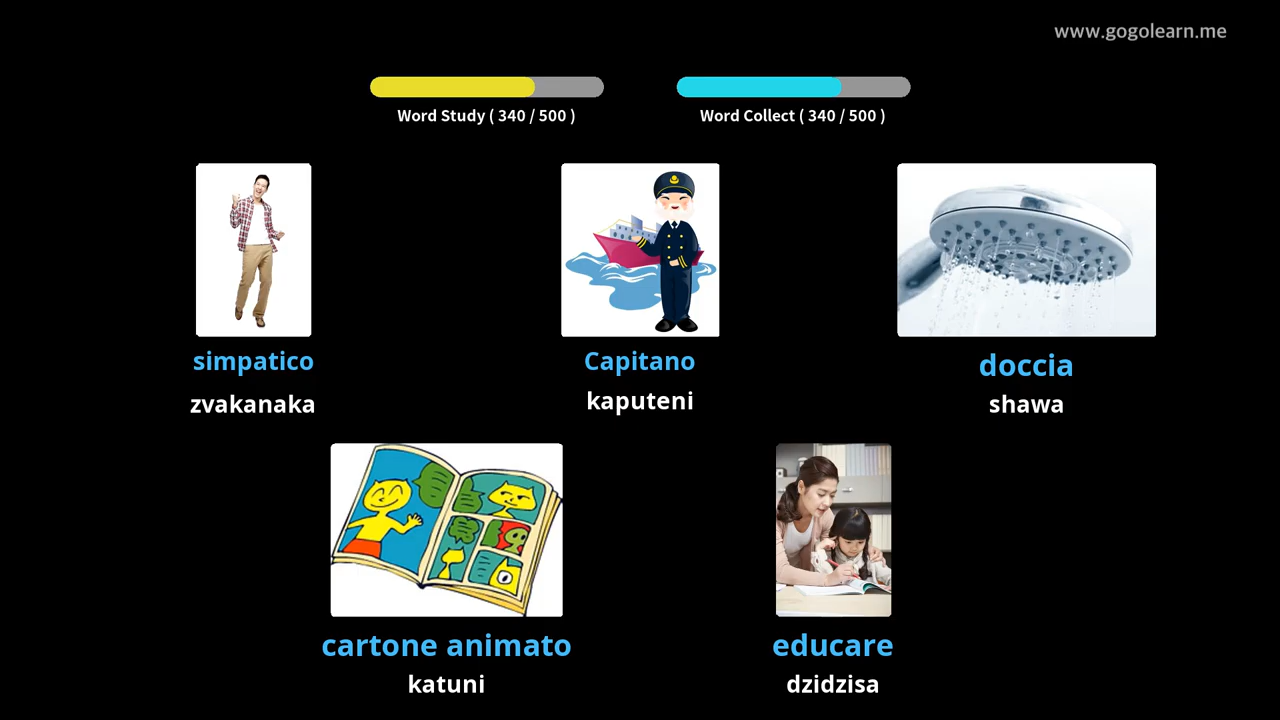 www.gogolearn.me
Word Study ( 340 / 500 )
Word Collect ( 340 / 500 )
simpatico
zvakanaka
Capitano
kaputeni
doccia
shawa
cartone animato
katuni
educare
dzidzisa